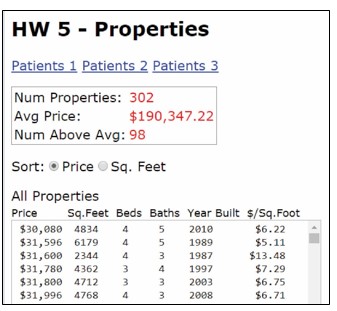 HW 5 - Properties
Patients 1 Patients 2 Patients 3
Num Properties: 302
Avg Price: $190,347.22
Num Above Avg: 98
Sort: Price Sq. Feet
All Properties
Price Sq.Feet Beds Baths Year Built $/Sq.Foot
$30,080 4834 4 5 2010 $6.22
$31,596 6179 4 5 1989 $5.11
$31,600 2344 4 3 1987 $13.48
$31,780 4362 3 4 1997 $7.29
$31,800 4712 3 3 2003 $6.75
$31,996 4768 4 3 2008 $6.71